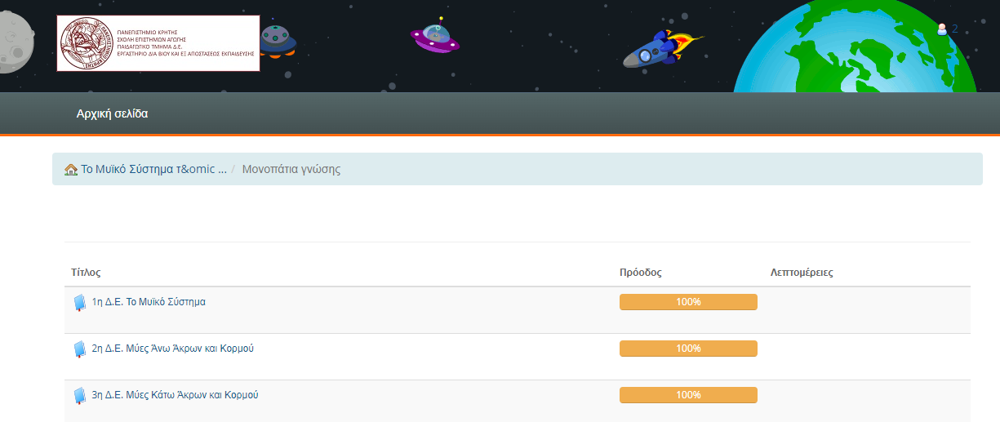 ΠΑΝΕΠΙΣΤΗΜΙΟ ΚΡΗΤΗΣ
ΣΧΟΛΗ ΕΠΙΣΤΗΜΩΝ ΑΓΩΓΗΣ
ΠΑΙΔΑΓΩΓΙΚΟ ΤΜΗΜΑ Δ.Ε.
ΕΡΓΑΣΤΗΡΙΟ ΔΙΑ ΒΙΟΥ ΚΑΙ ΕΞ ΑΠΟΣΤΑΣΕΩΣ ΕΚΠΑΙΔΕΥΣΗΣ
2
Αρχική σελίδα
Το Μυϊκό Σύστημα τ&omic ... / Μονοπάτια γνώσης
Τίτλος Πρόοδος Λεπτομέρειες
1η Δ.Ε. Το Μυϊκό Σύστημα 100%
2η Δ.Ε. Μύες Άνω Άκρων και Κορμού 100%
3η Δ.Ε. Μύες Κάτω Άκρων και Κορμού 100%